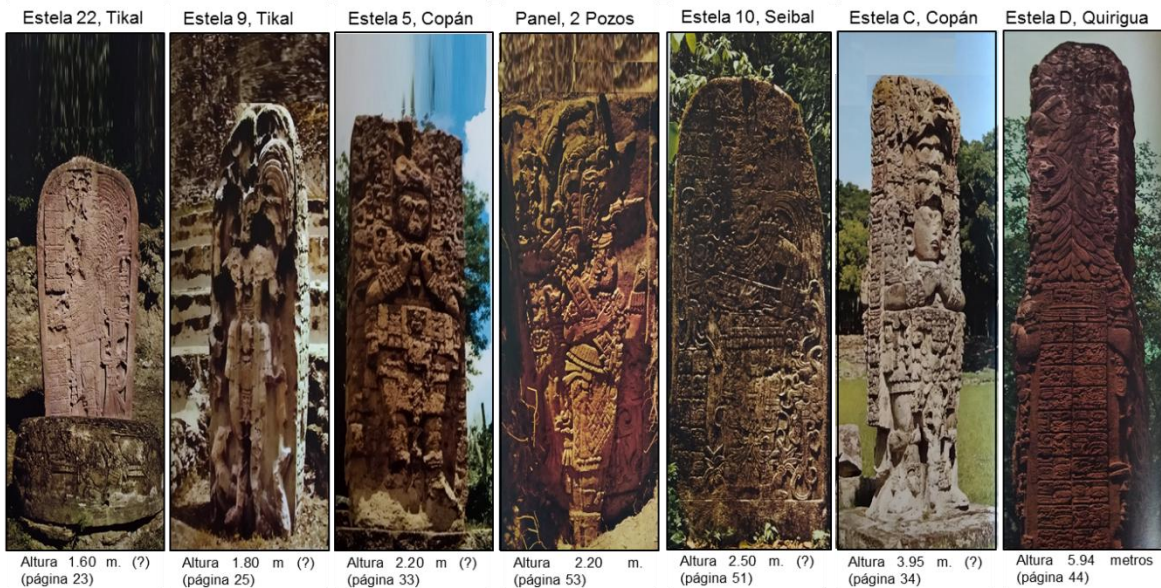 Estela 22, Tikal
Estela 9, Tikal
Estela 5, Copán
Panel, 2 Pozos
Estela 10, Seibal
Estela C, Copán
Estela D, Quirigua
Altura 1.60 m. (?)
(página 23)
Altura 1.80 m (?)
(página 25)
2.20 m. (?)
(página 33)
2.20 m.
(página 53)
Altura 2.50 m. (?)
(página 51)
Altura 3.95 m. (?)
(página 34)
Altura 5.94 metros
(página 44)